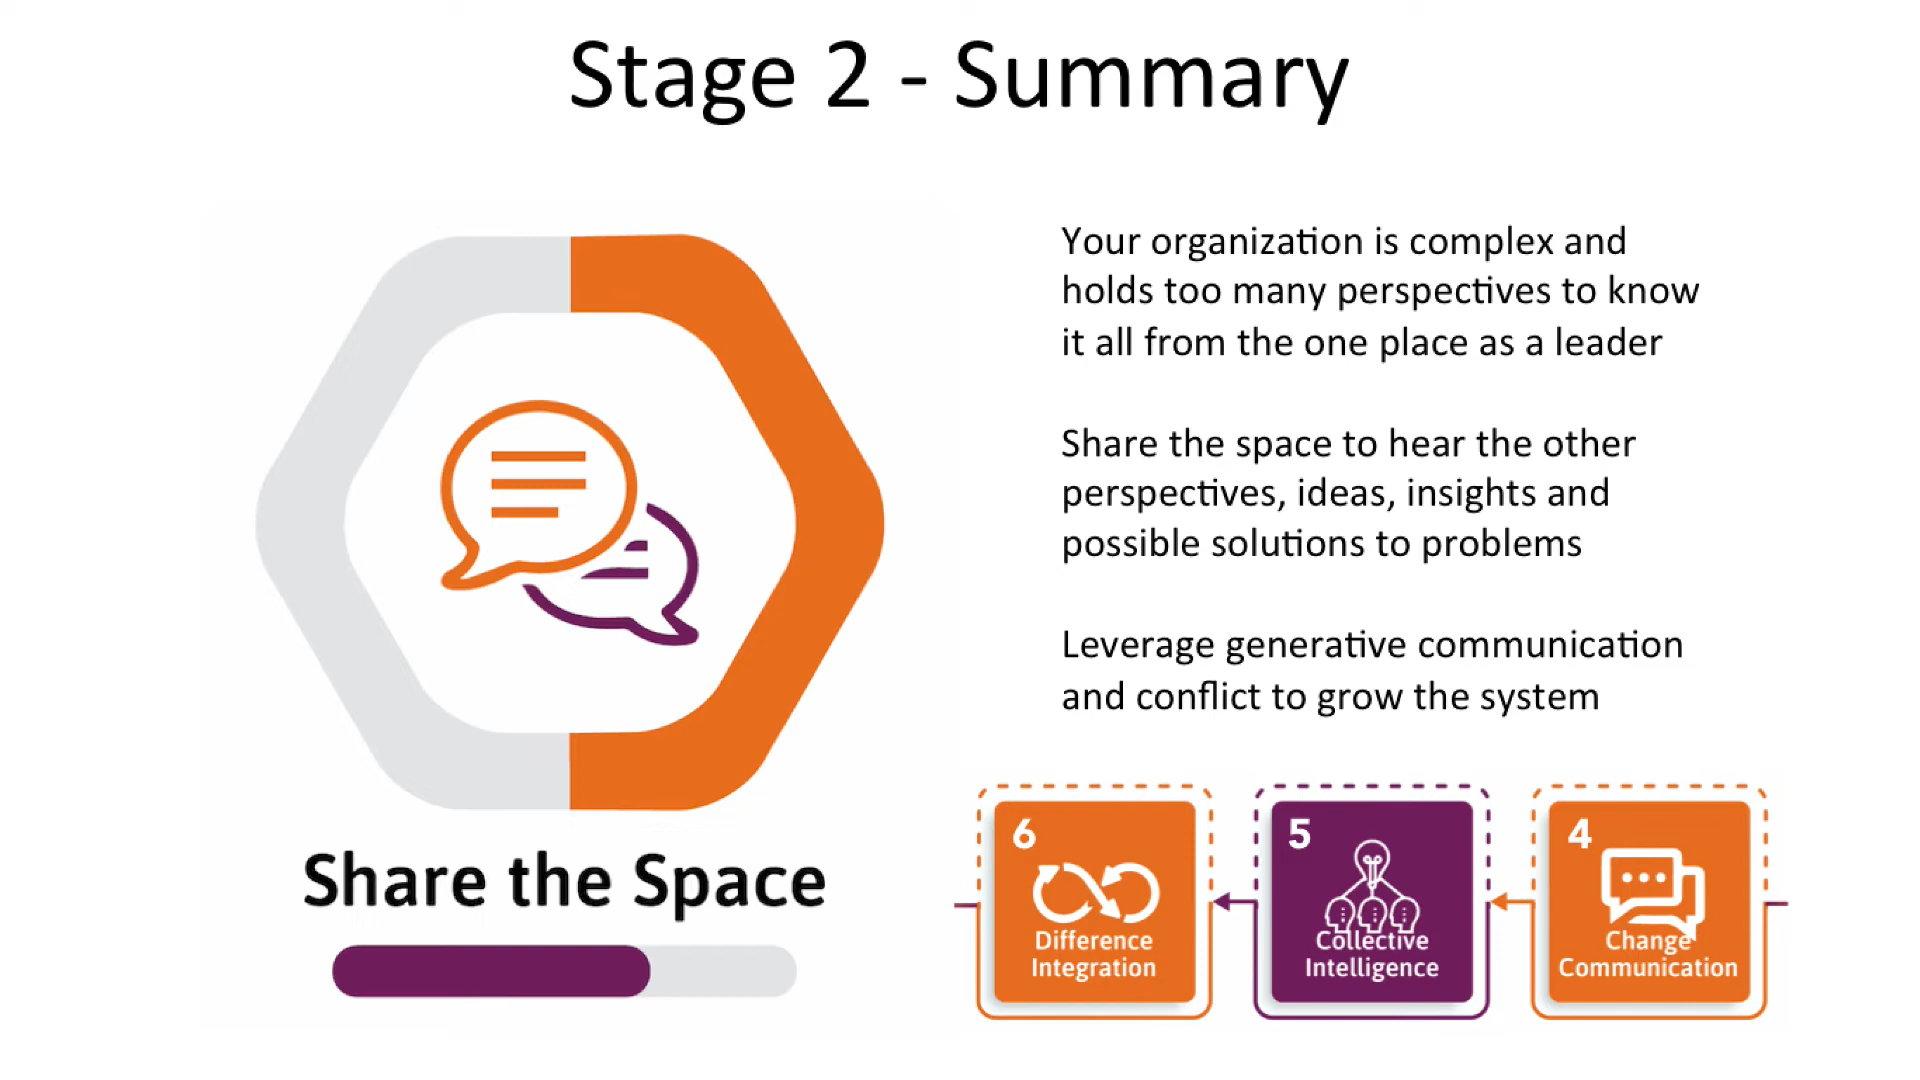 Stage 2 - Summary
Your organization is complex and
holds too many perspectives to know
it all from the one place as a leader
Share the space to hear the other
perspectives, ideas, insights and
possible solutions to problems
Leverage generative communication
and conflict to grow the system
Share the Space
6
Difference
Integration
5
Collective
Intelligence
4
Change
Communication